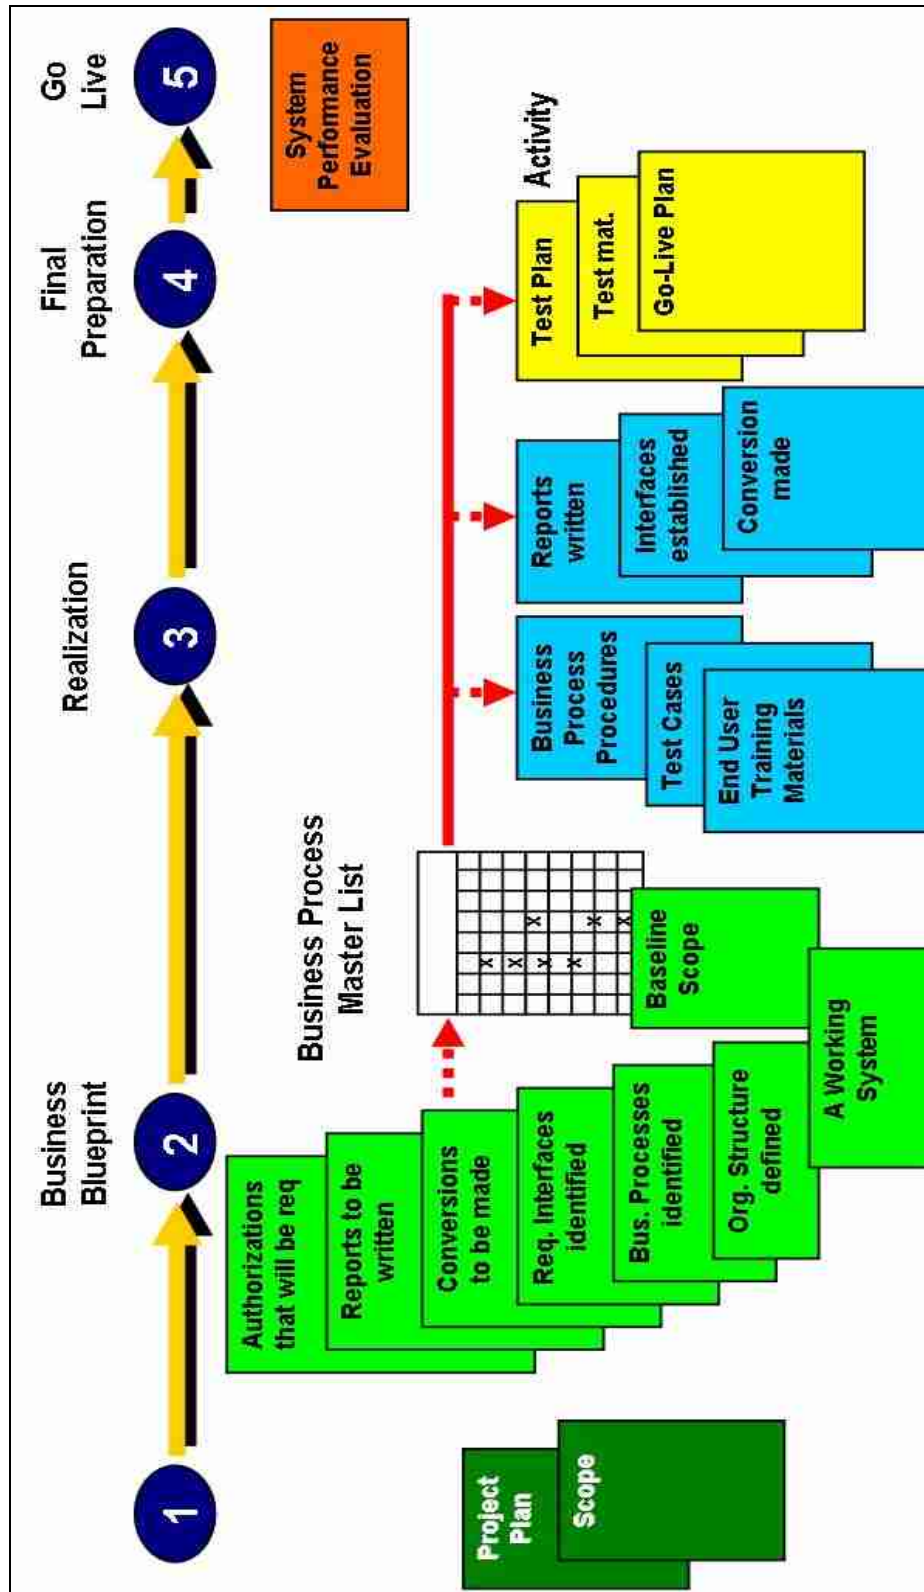 Business
Blueprint
Realization
Final
Preparation
Go
Live
1
2
3
4
5
Project
Plan
Scope
Authorizations
that will be req
Reports to be
written
Conversions
to be made
Req. Interfaces
identified
Bus. Processes
identified
Org. Structure
defined
A Working
System
Business Process
Master List
x
x
x
x
x
x
x
Baseline
Scope
Business
Process
Procedures
Test Cases
End User
Training
Materials
Reports
written
Interfaces
established
Conversion
made
Activity
Test Plan
Test mat.
Go-Live Plan
System
Performance
Evaluation